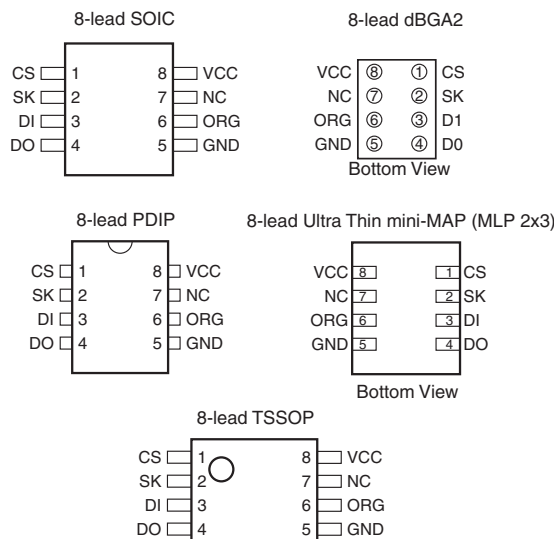 8-lead SOIC
CS 1 8 VCC
SK 2 7 NC
DI 3 6 ORG
DO 4 5 GND
8-lead dBGA2
VCC 8 1 CS
NC 7 2 SK
ORG 6 3 D1
GND 5 4 D0
Bottom View
8-lead PDIP
CS 1 8 VCC
SK 2 7 NC
DI 3 6 ORG
DO 4 5 GND
8-lead Ultra Thin mini-MAP (MLP 2x3)
VCC 8 1 CS
NC 7 2 SK
ORG 6 3 DI
GND 5 4 DO
Bottom View
8-lead TSSOP
CS 1 8 VCC
SK 2 7 NC
DI 3 6 ORG
DO 4 5 GND